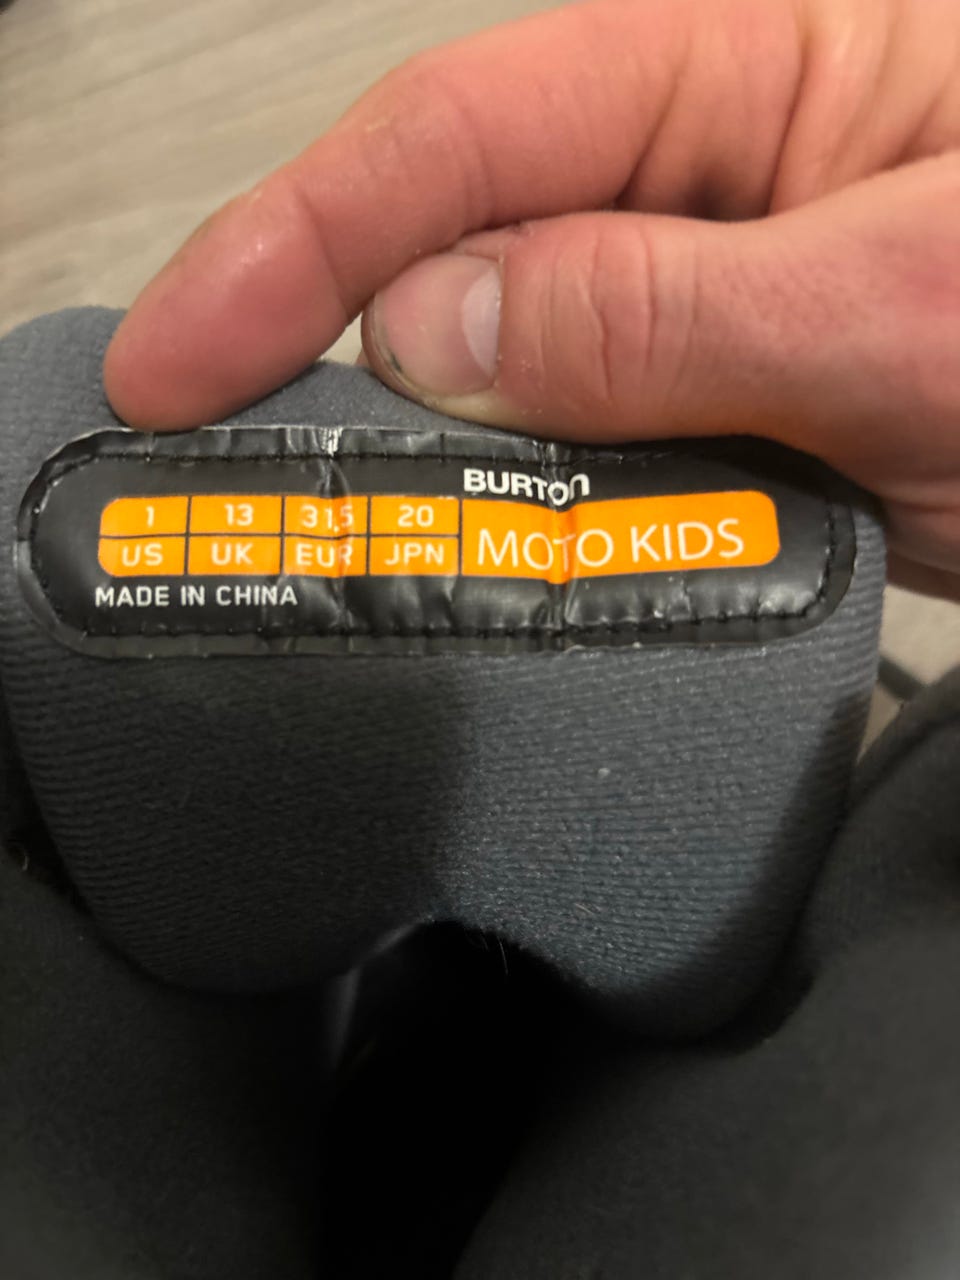 BURTON
1 13 31,5 20
US UK EUR JPN
MOTO KIDS
MADE IN CHINA